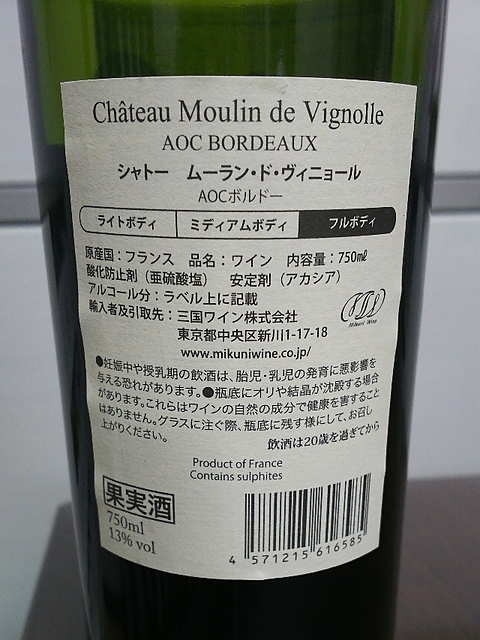 Château Moulin de Vignolle
AOC BORDEAUX
シャトー ムーラン・ド・ヴィニョール
AOCボルドー
ライトボディ ミディアムボディ フルボディ
原産国：フランス 品名：ワイン 内容量：750㎖
酸化防止剤（亜硫酸塩） 安定剤（アカシア）
アルコール分：ラベル上に記載
輸入者及引取先：三国ワイン株式会社
東京都中央区新川1-17-18
www.mikuniwine.co.jp/
Mikuni Wine
●妊娠中や授乳期の飲酒は、胎児・乳児の発育に悪影響を
与える恐れがあります。●瓶底にオリや結晶が沈殿する場合
がありますが、これらはワインの自然の成分で健康を害すること
はありません。グラスに注ぐ際、瓶底に残す様にして、お召し
上がりください。
飲酒は20歳を過ぎてから
Product of France
Contains sulphites
果実酒
750ml
13% vol
4 571215 616585